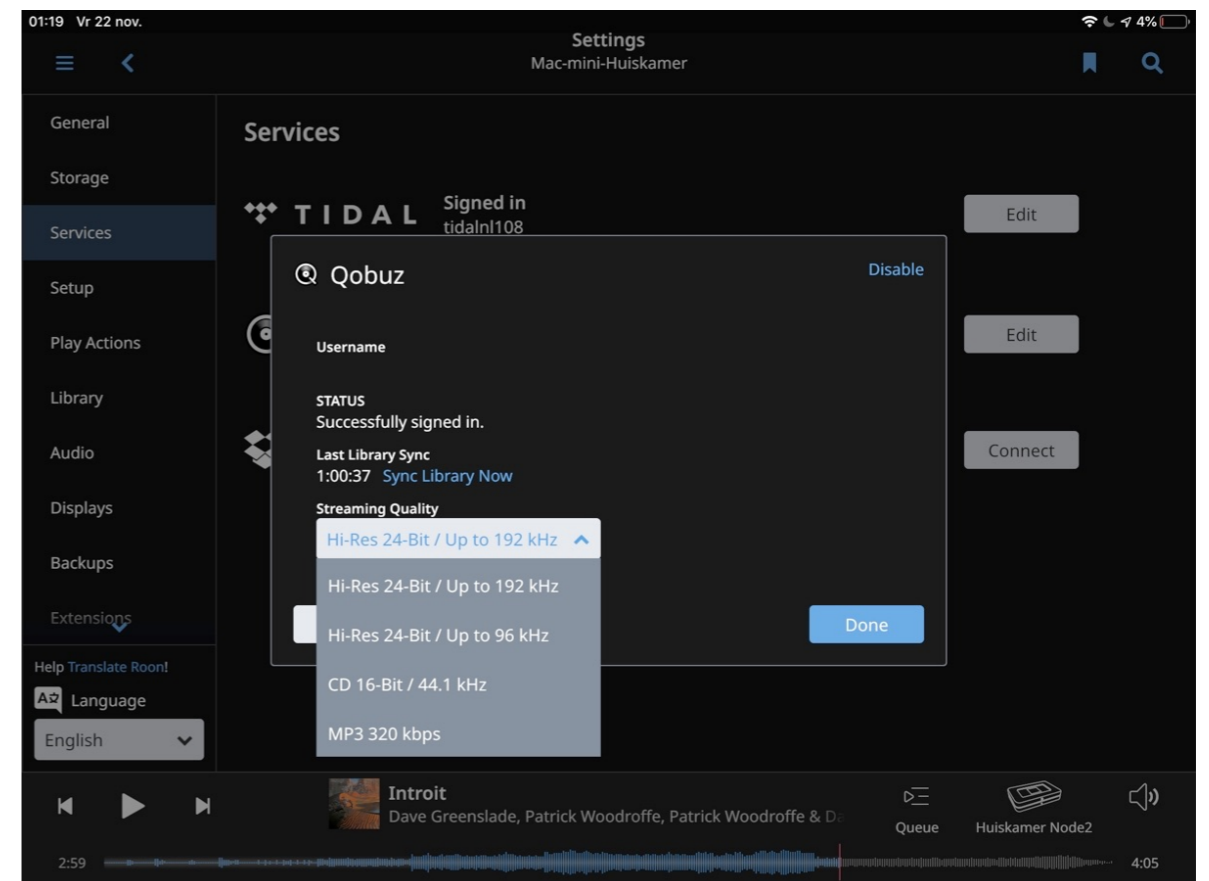 01:19 Vr 22 nov.
4%
Settings
Mac-mini-Huiskamer
General
Storage
Services
Setup
Play Actions
Library
Audio
Displays
Backups
Extensions
Help Translate Roon!
Language
English
Services
TIDAL
Signed in
tidalnl108
Edit
Edit
Connect
Qobuz
Disable
Username
STATUS
Successfully signed in.
Last Library Sync
1:00:37 Sync Library Now
Streaming Quality
Hi-Res 24-Bit / Up to 192 kHz
Hi-Res 24-Bit / Up to 192 kHz
Hi-Res 24-Bit / Up to 96 kHz
CD 16-Bit / 44.1 kHz
MP3 320 kbps
Done
Introit
Dave Greenslade, Patrick Woodroffe, Patrick Woodroffe & Da
Queue
Huiskamer Node2
2:59
4:05